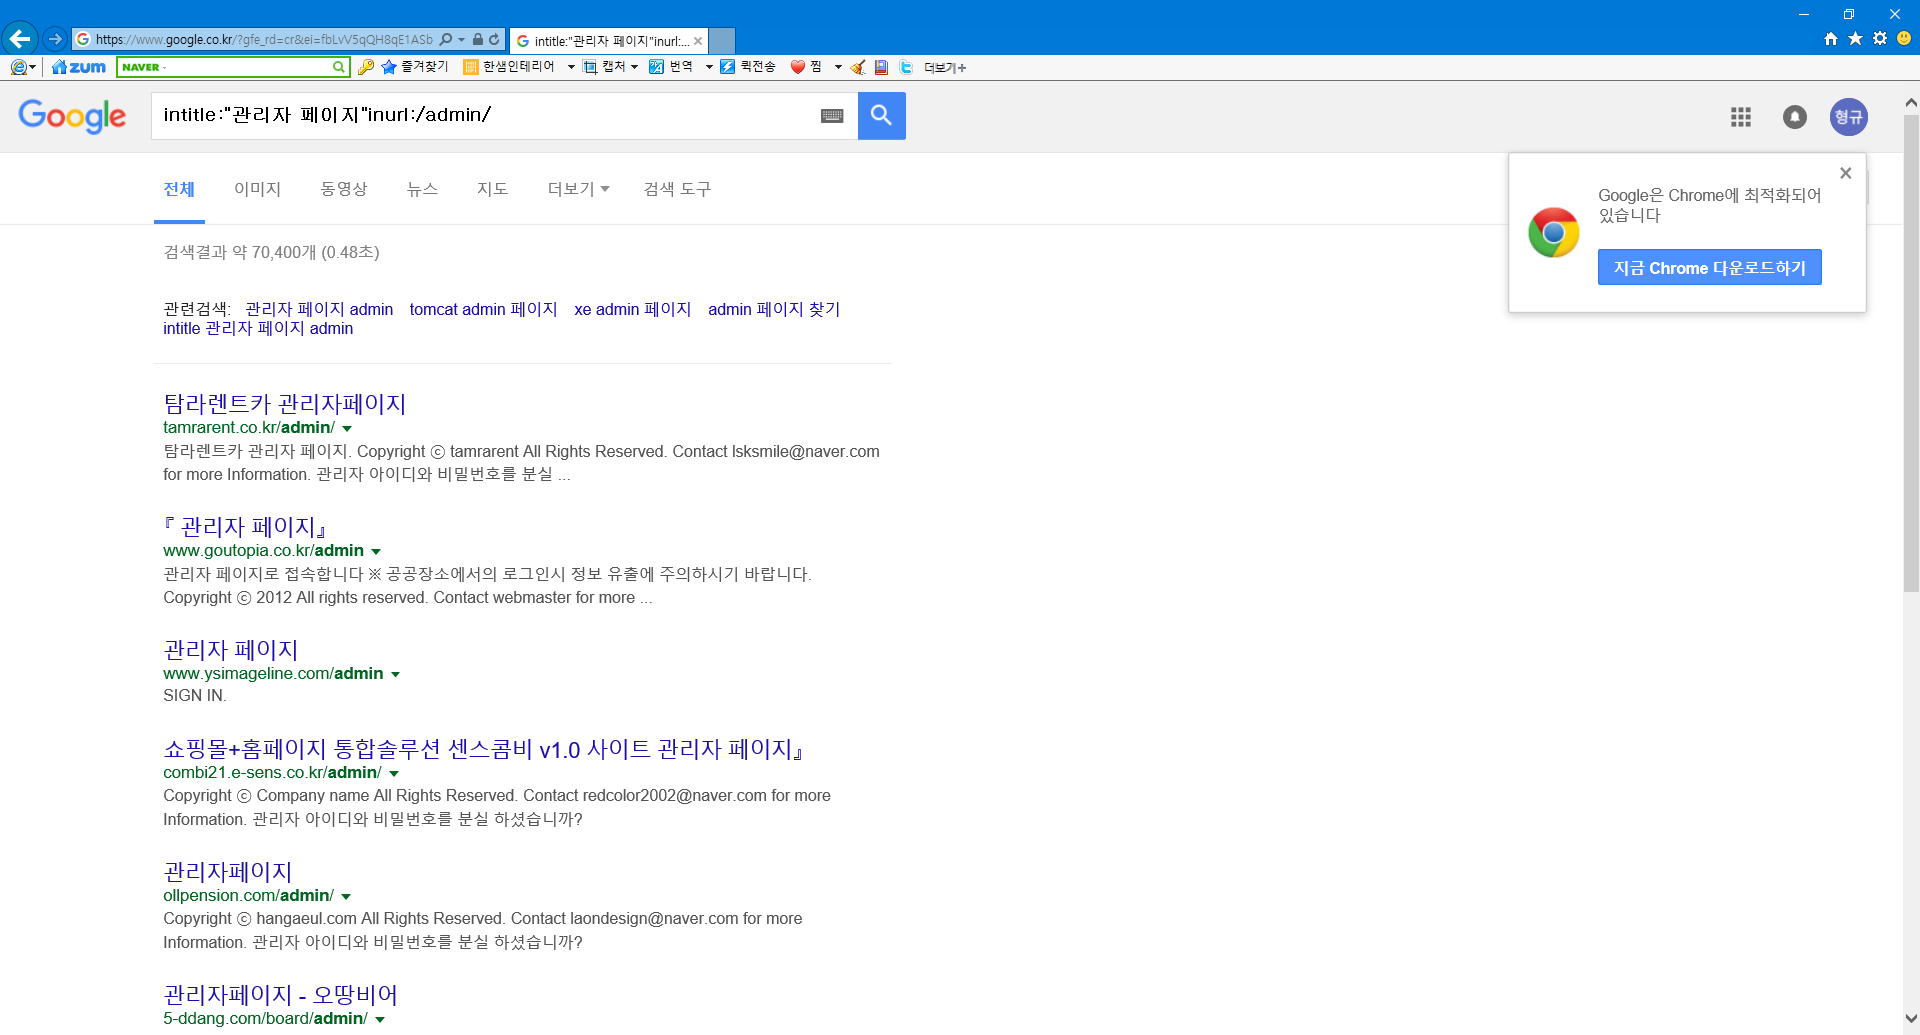 https://www.google.co.kr/?gfe_rd=cr&ei=fbLvV5qQH8qE1ASb
intitle:"관리자 페이지"inurl:...
zum NAVER 즐겨찾기 한샘인테리어 캡처 번역 퀵전송 찜 더보기+
Google intitle:"관리자 페이지"inurl:/admin/ 형규
전체 이미지 동영상 뉴스 지도 더보기 검색 도구
Google은 Chrome에 최적화되어
있습니다
지금 Chrome 다운로드하기
검색결과 약 70,400개 (0.48초)
관련검색: 관리자 페이지 admin tomcat admin 페이지 xe admin 페이지 admin 페이지 찾기
intitle 관리자 페이지 admin
탐라렌트카 관리자페이지
tamrarent.co.kr/admin/
탐라렌트카 관리자 페이지. Copyright ⓒ tamrarent All Rights Reserved. Contact lsksmile@naver.com
for more Information. 관리자 아이디와 비밀번호를 분실 ...
『 관리자 페이지』
www.goutopia.co.kr/admin
관리자 페이지로 접속합니다 ※ 공공장소에서의 로그인시 정보 유출에 주의하시기 바랍니다.
Copyright ⓒ 2012 All rights reserved. Contact webmaster for more ...
관리자 페이지
www.ysimageline.com/admin
SIGN IN.
쇼핑몰+홈페이지 통합솔루션 센스콤비 v1.0 사이트 관리자 페이지』
combi21.e-sens.co.kr/admin/
Copyright ⓒ Company name All Rights Reserved. Contact redcolor2002@naver.com for more
Information. 관리자 아이디와 비밀번호를 분실 하셨습니까?
관리자페이지
ollpension.com/admin/
Copyright ⓒ hangaeul.com All Rights Reserved. Contact laondesign@naver.com for more
Information. 관리자 아이디와 비밀번호를 분실 하셨습니까?
관리자페이지 - 오땅비어
5-ddang.com/board/admin/